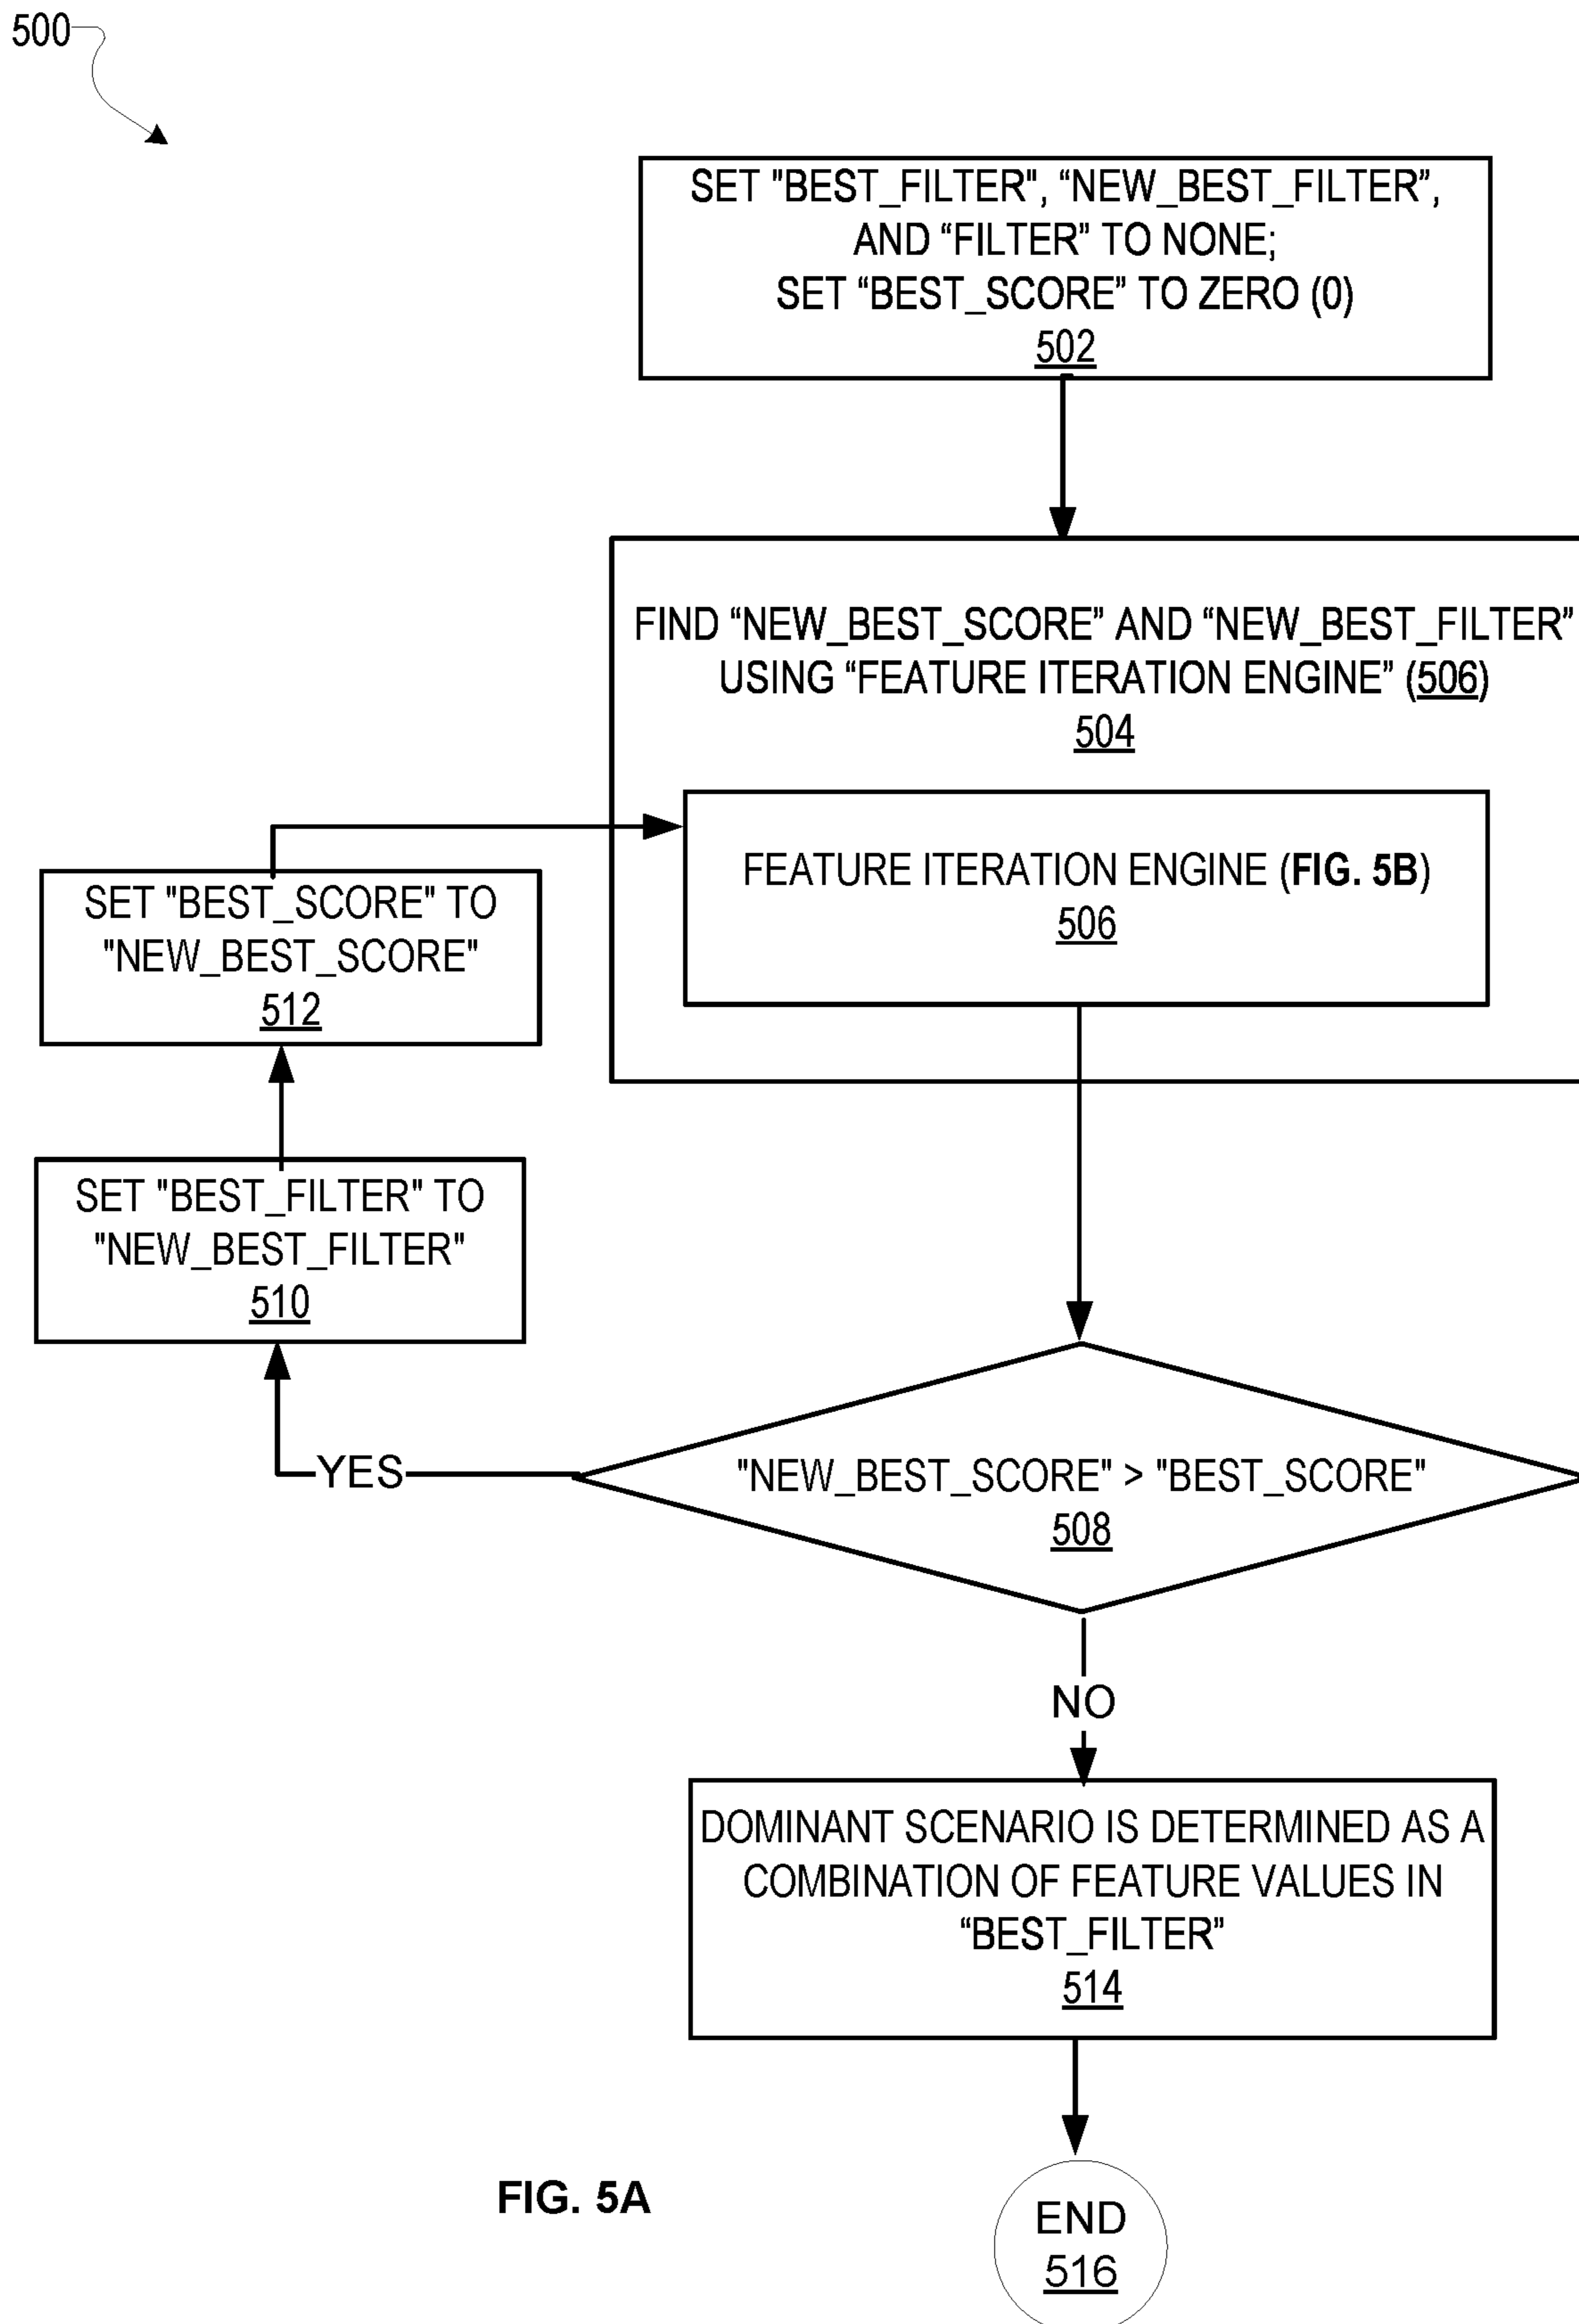 500
SET "BEST_FILTER", “NEW_BEST_FILTER”,
AND “FILTER” TO NONE;
SET “BEST_SCORE” TO ZERO (0)
502
FIND “NEW_BEST_SCORE” AND “NEW_BEST_FILTER”
USING “FEATURE ITERATION ENGINE” (506)
504
FEATURE ITERATION ENGINE (FIG. 5B)
506
SET "BEST_SCORE" TO
"NEW_BEST_SCORE"
512
SET "BEST_FILTER" TO
"NEW_BEST_FILTER"
510
YES
"NEW_BEST_SCORE" > "BEST_SCORE"
508
NO
DOMINANT SCENARIO IS DETERMINED AS A
COMBINATION OF FEATURE VALUES IN
“BEST_FILTER”
514
FIG. 5A
END
516